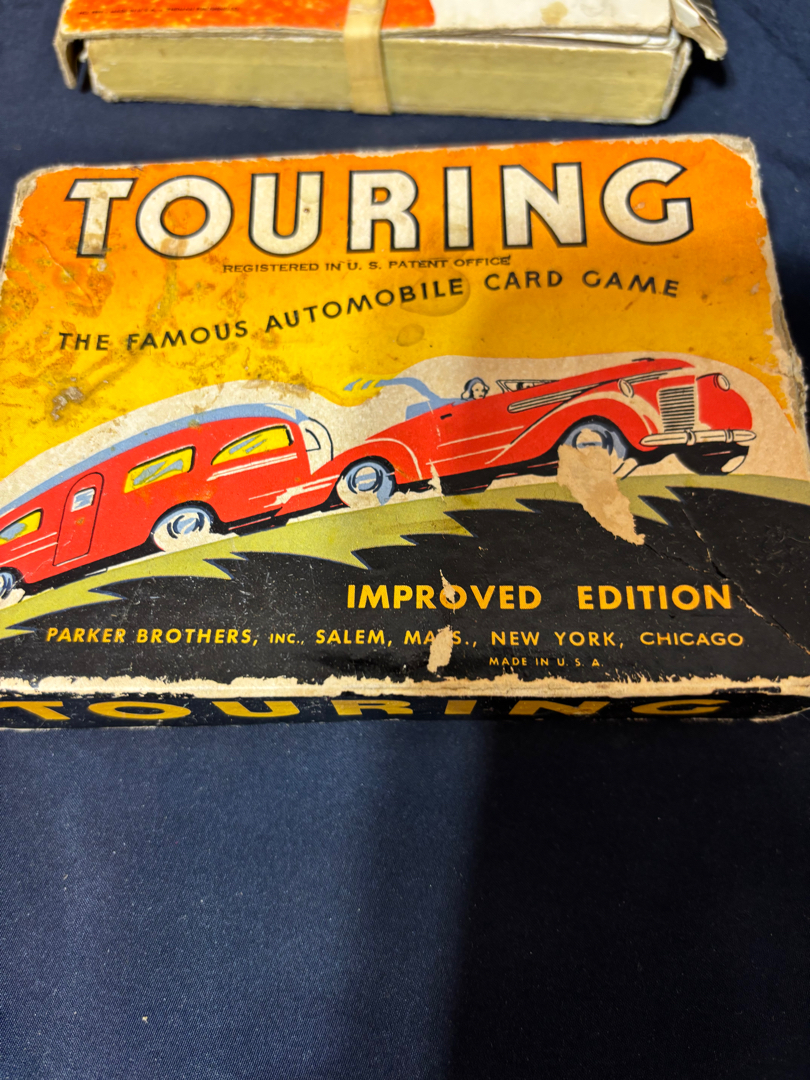 TOURING
REGISTERED IN U. S. PATENT OFFICE
THE FAMOUS AUTOMOBILE CARD GAME
IMPROVED EDITION
PARKER BROTHERS, INC., SALEM, MASS., NEW YORK, CHICAGO
MADE IN U. S. A.
TOURING